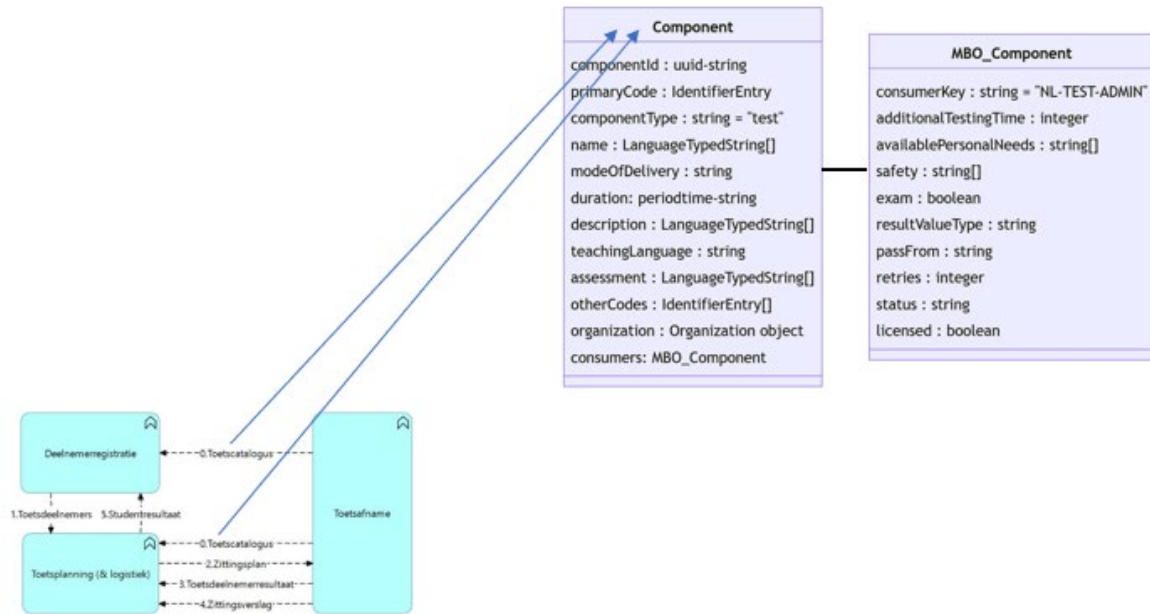 Component
componentId : uuid-string
primaryCode : IdentifierEntry
componentType : string = "test"
name : LanguageTypedString[]
modeOfDelivery : string
duration: periodtime-string
description : LanguageTypedString[]
teachingLanguage : string
assessment : LanguageTypedString[]
otherCodes : IdentifierEntry[]
organization : Organization object
consumers: MBO_Component
MBO_Component
consumerKey : string = "NL-TEST-ADMIN"
additionalTestingTime : integer
availablePersonalNeeds : string[]
safety : string[]
exam : boolean
resultValueType : string
passFrom : string
retries : integer
status : string
licensed : boolean
Deelnemerregistratie
0.Toetscatalogus
Toetsafname
1.Toetsdeelnemers
5.Studentresultaat
Toetsplanning (& logistiek)
0.Toetscatalogus
2.Zittingsplan
3.Toetsdeelnemerresultaat
4.Zittingsverslag